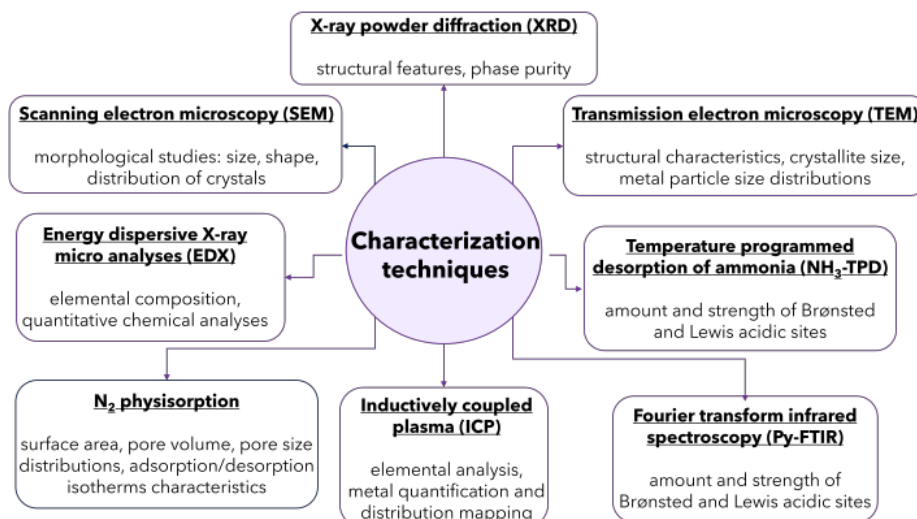 X-ray powder diffraction (XRD)
structural features, phase purity
Scanning electron microscopy (SEM)
morphological studies: size, shape,
distribution of crystals
Transmission electron microscopy (TEM)
structural characteristics, crystallite size,
metal particle size distributions
Characterization
techniques
Energy dispersive X-ray
micro analyses (EDX)
elemental composition,
quantitative chemical analyses
Temperature programmed
desorption of ammonia (NH₃-TPD)
amount and strength of Brønsted
and Lewis acidic sites
N₂ physisorption
surface area, pore volume, pore size
distributions, adsorption/desorption
isotherms characteristics
Inductively coupled
plasma (ICP)
elemental analysis,
metal quantification and
distribution mapping
Fourier transform infrared
spectroscopy (Py-FTIR)
amount and strength of
Brønsted and Lewis acidic sites